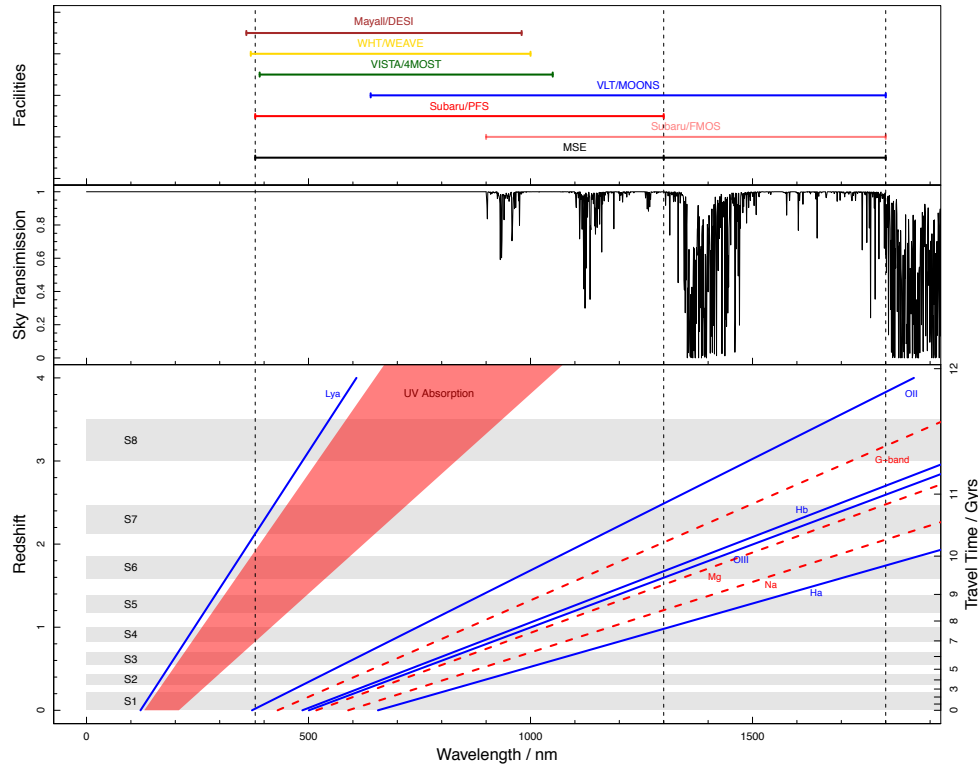 Facilities
Mayall/DESI
WHT/WEAVE
VISTA/4MOST
VLT/MOONS
Subaru/PFS
Subaru/FMOS
MSE
Sky Transimission
1
0.8
0.6
0.4
0.2
0
Redshift
4
3
2
1
0
Lya
UV Absorption
OII
S8
G-band
S7
Hb
S6
OIII
Mg
Na
Ha
S5
S4
S3
S2
S1
12
11
10
9
8
7
5
3
0
Travel Time / Gyrs
0 500 1000 1500
Wavelength / nm